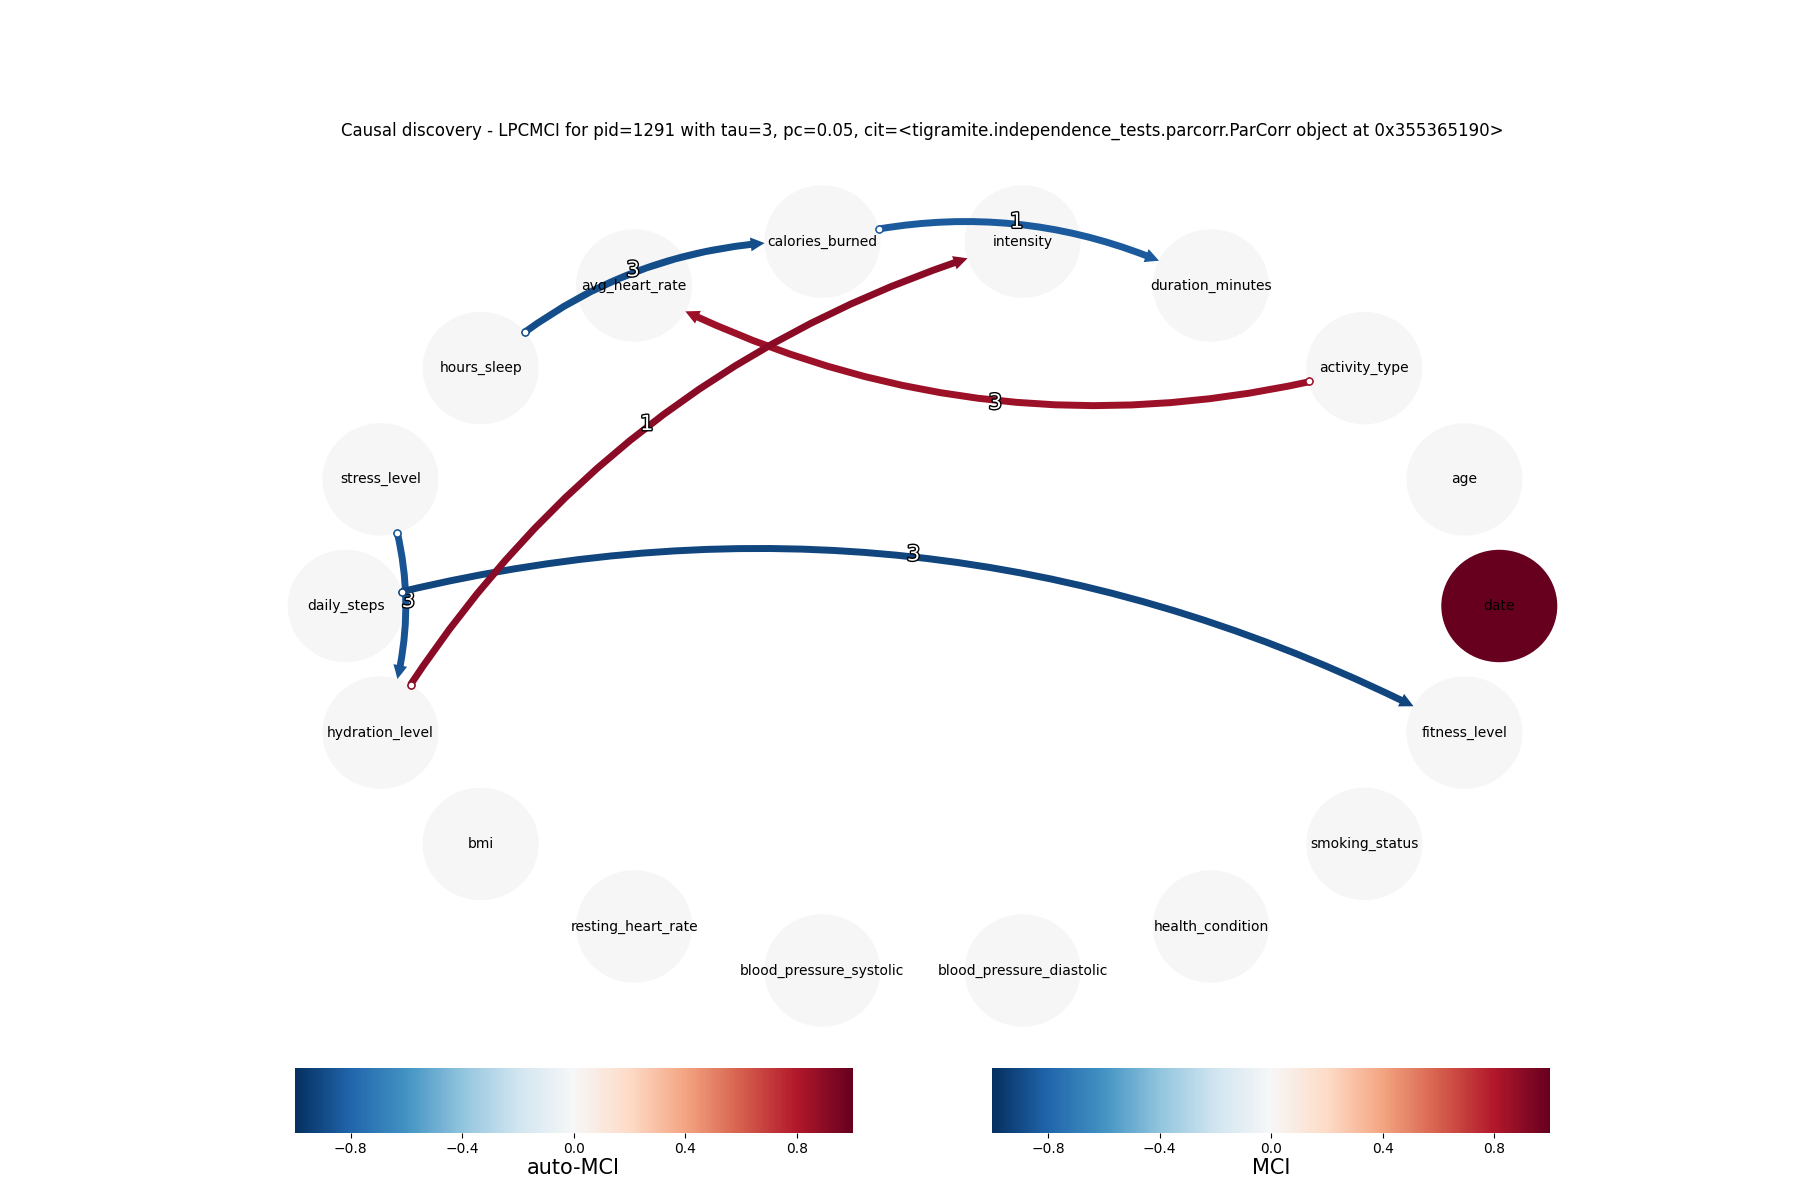 Causal discovery - LPCMCI for pid=1291 with tau=3, pc=0.05, cit=<tigramite.independence_tests.parcorr.ParCorr object at 0x355365190>
1
calories_burned
intensity
3
avg_heart_rate
duration_minutes
hours_sleep
activity_type
3
1
stress_level
age
3
daily_steps
3
date
hydration_level
fitness_level
bmi
smoking_status
resting_heart_rate
health_condition
blood_pressure_systolic
blood_pressure_diastolic
−0.8 −0.4 0.0 0.4 0.8
auto-MCI
−0.8 −0.4 0.0 0.4 0.8
MCI